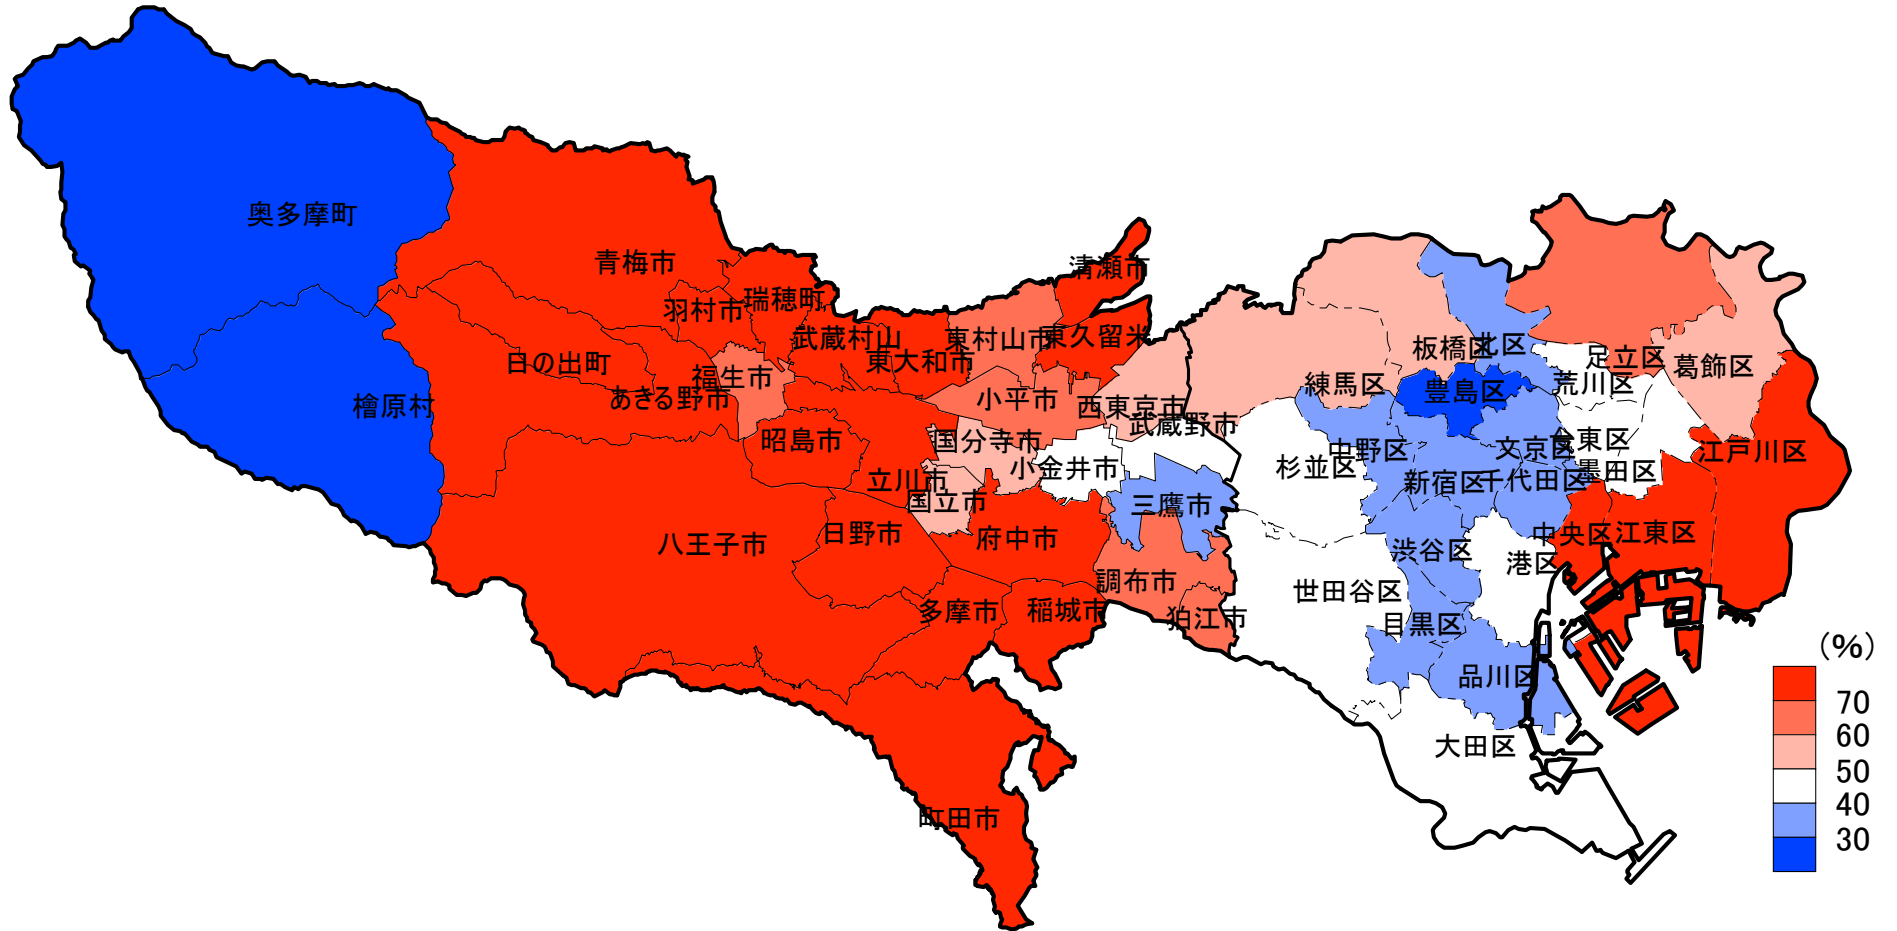 奥多摩町
檜原村
青梅市
日の出町
あきる野市
羽村市
瑞穂町
福生市
武蔵村山
東大和市
東村山市
清瀬市
東久留米
昭島市
立川市
国分寺市
国立市
小平市
小金井市
西東京市
武蔵野市
三鷹市
八王子市
日野市
府中市
調布市
狛江市
多摩市
稲城市
町田市
練馬区
板橋区
北区
足立区
葛飾区
荒川区
豊島区
中野区
杉並区
新宿区
文京区
台東区
墨田区
千代田区
江戸川区
中央区
江東区
港区
渋谷区
世田谷区
目黒区
品川区
大田区
(%)
70
60
50
40
30